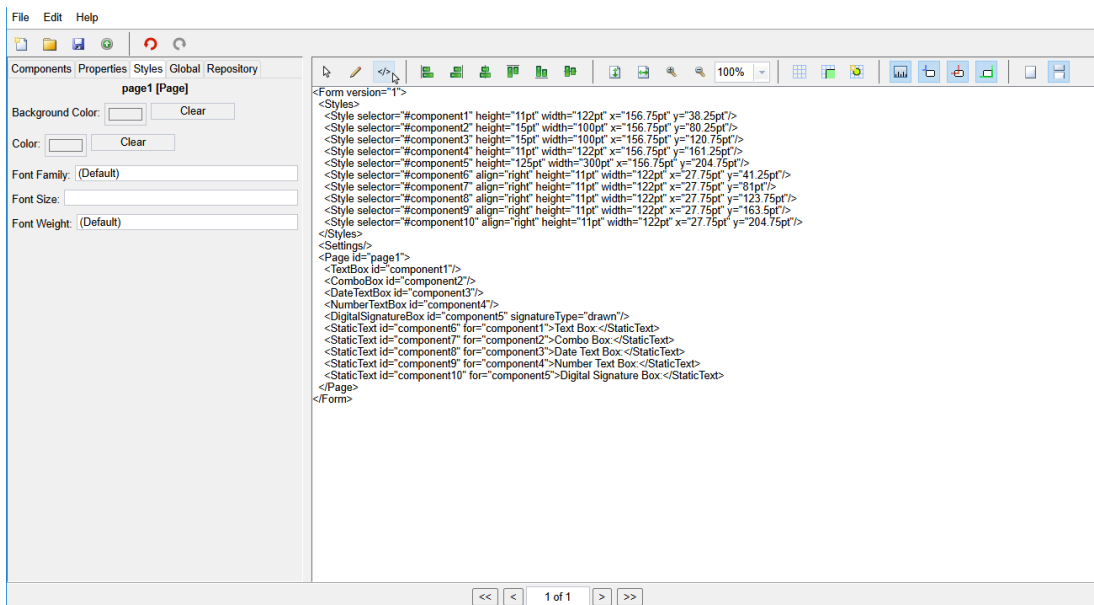 File Edit Help
Components Properties Styles Global Repository
page1 [Page]
Background Color: Clear
Color: Clear
Font Family: (Default)
Font Size:
Font Weight: (Default)
</> 100%
<Form version="1">
<Styles>
<Style selector="#component1" height="11pt" width="122pt" x="156.75pt" y="38.25pt"/>
<Style selector="#component2" height="15pt" width="100pt" x="156.75pt" y="80.25pt"/>
<Style selector="#component3" height="15pt" width="100pt" x="156.75pt" y="120.75pt"/>
<Style selector="#component4" height="11pt" width="122pt" x="156.75pt" y="161.25pt"/>
<Style selector="#component5" height="125pt" width="300pt" x="156.75pt" y="204.75pt"/>
<Style selector="#component6" align="right" height="11pt" width="122pt" x="27.75pt" y="41.25pt"/>
<Style selector="#component7" align="right" height="11pt" width="122pt" x="27.75pt" y="81pt"/>
<Style selector="#component8" align="right" height="11pt" width="122pt" x="27.75pt" y="123.75pt"/>
<Style selector="#component9" align="right" height="11pt" width="122pt" x="27.75pt" y="163.5pt"/>
<Style selector="#component10" align="right" height="11pt" width="122pt" x="27.75pt" y="204.75pt"/>
</Styles>
<Settings/>
<Page id="page1">
<TextBox id="component1"/>
<ComboBox id="component2"/>
<DateTextBox id="component3"/>
<NumberTextBox id="component4"/>
<DigitalSignatureBox id="component5" signatureType="drawn"/>
<StaticText id="component6" for="component1">Text Box:</StaticText>
<StaticText id="component7" for="component2">Combo Box:</StaticText>
<StaticText id="component8" for="component3">Date Text Box:</StaticText>
<StaticText id="component9" for="component4">Number Text Box:</StaticText>
<StaticText id="component10" for="component5">Digital Signature Box:</StaticText>
</Page>
</Form>
<< < 1 of 1 > >>